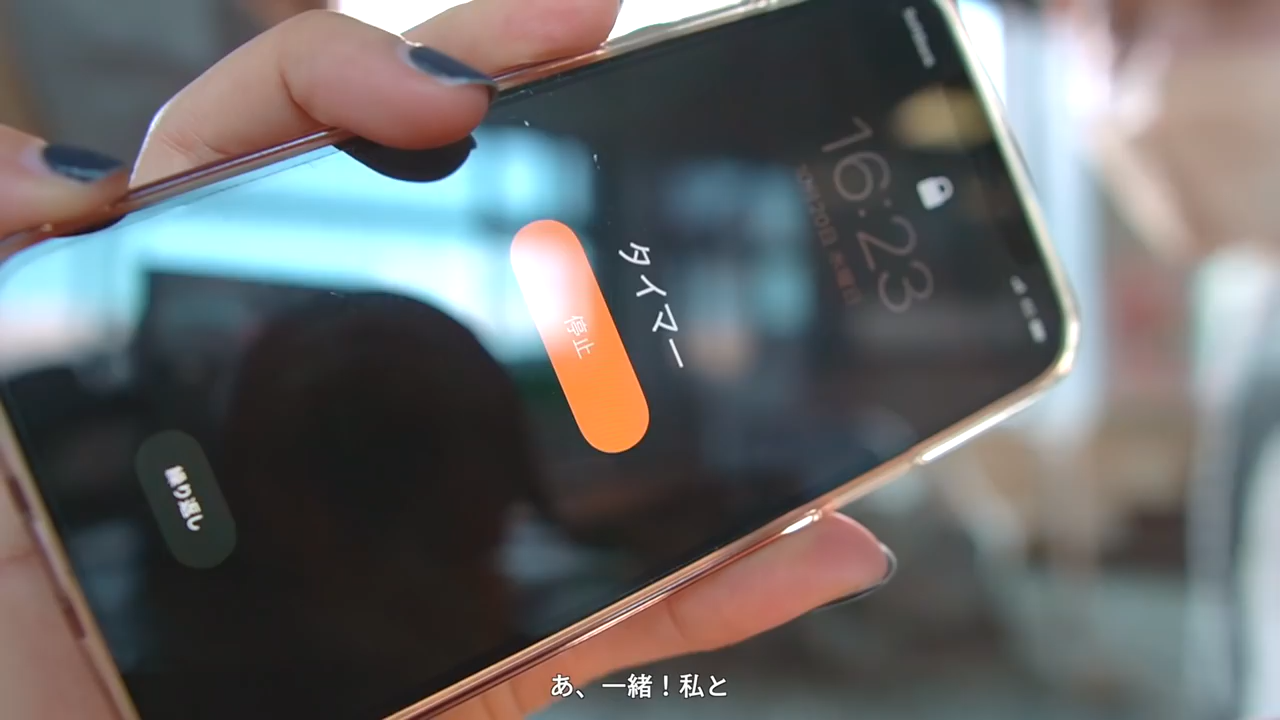 16:23
タイマー
停止
繰り返し
あ、一緒！私と